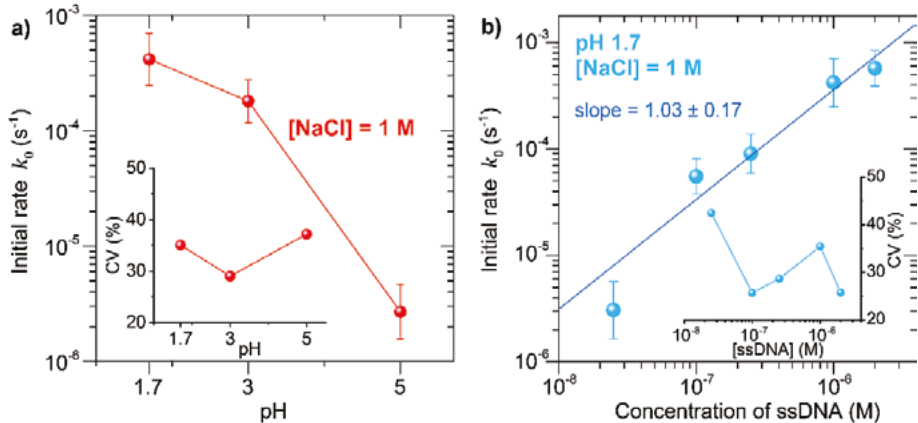 a)
10⁻³
10⁻⁴
10⁻⁵
10⁻⁶
Initial rate k₀ (s⁻¹)
[NaCl] = 1 M
50
40
30
20
CV (%)
1.7
3
5
pH
1.7
3
5
pH
b)
10⁻³
10⁻⁴
10⁻⁵
10⁻⁶
Initial rate k₀ (s⁻¹)
pH 1.7
[NaCl] = 1 M
slope = 1.03 ± 0.17
50
40
30
20
CV (%)
10⁻⁸
10⁻⁷
10⁻⁶
[ssDNA] (M)
10⁻⁸
10⁻⁷
10⁻⁶
Concentration of ssDNA (M)